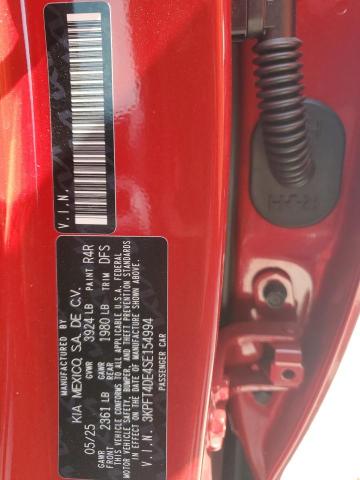 MANUFACTURED BY
KIA MEXICO, S.A. DE C.V.
05/25 GVWR 3924 LB PAINT R4R
GAWR FRONT 2361 LB GAWR REAR 1980 LB TRIM DFS
THIS VEHICLE CONFORMS TO ALL APPLICABLE U.S.A. FEDERAL
MOTOR VEHICLE SAFETY, BUMPER, AND THEFT PREVENTION STANDARDS
IN EFFECT ON THE DATE OF MANUFACTURE SHOWN ABOVE.
V.I.N. 3KPFT4DE4SE154994
PASSENGER CAR
V.I.N.